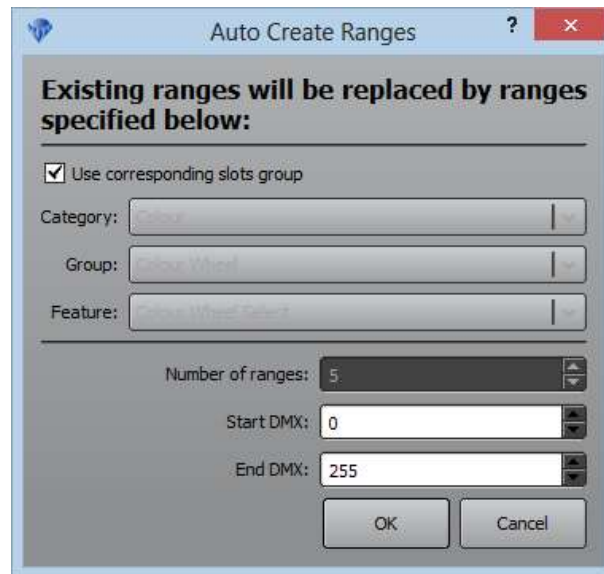 Auto Create Ranges
?
Existing ranges will be replaced by ranges
specified below:
Use corresponding slots group
Category: Colour
Group: Colour Wheel
Feature: Colour Wheel Select
Number of ranges: 5
Start DMX: 0
End DMX: 255
OK Cancel